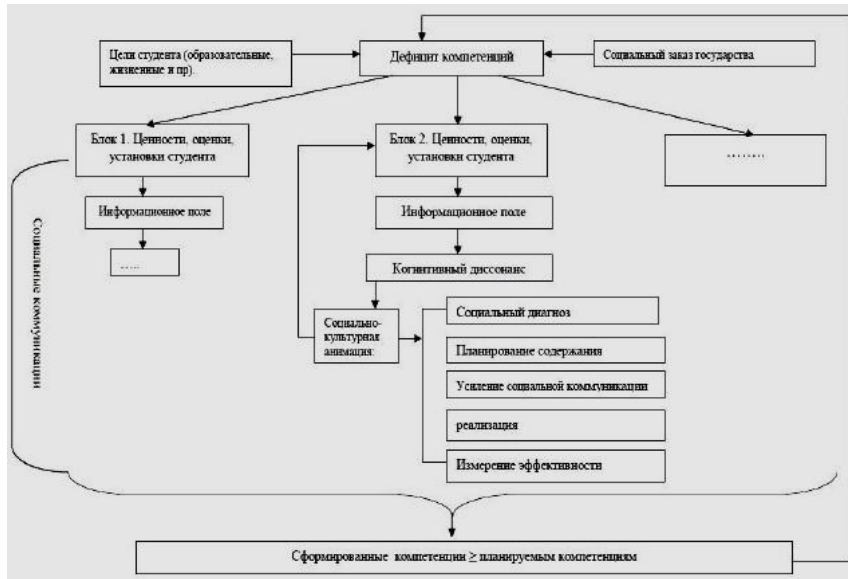 Цели студента (образовательные,
жизненные и пр).
Дефицит компетенций
Социальный заказ государства
Блок 1. Ценности, оценки,
установки студента
Блок 2. Ценности, оценки,
установки студента
........
Информационное поле
Информационное поле
.....
Когнитивный диссонанс
Социально-
культурная
анимация:
Социальный диагноз
Планирование содержания
Усиление социальной коммуникации
реализация
Измерение эффективности
Социальные коммуникации
Сформированные компетенции ≥ планируемым компетенциям